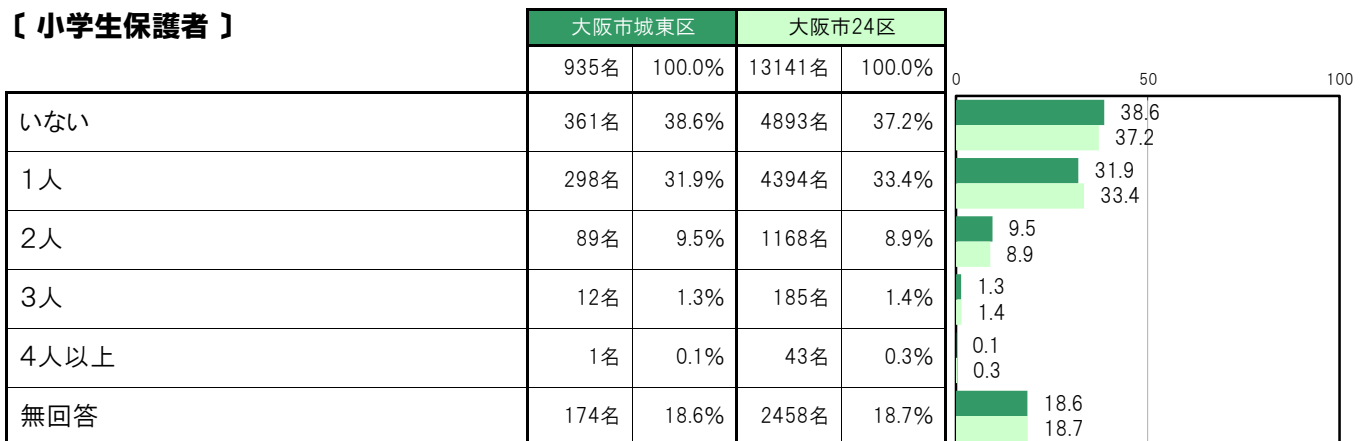 〔 小学生保護者 〕
大阪市城東区 大阪市24区
935名 100.0% 13141名 100.0%
0 50 100
いない 361名 38.6% 4893名 37.2% 38.6
37.2
1人 298名 31.9% 4394名 33.4% 31.9
33.4
2人 89名 9.5% 1168名 8.9% 9.5
8.9
3人 12名 1.3% 185名 1.4% 1.3
1.4
4人以上 1名 0.1% 43名 0.3% 0.1
0.3
無回答 174名 18.6% 2458名 18.7% 18.6
18.7